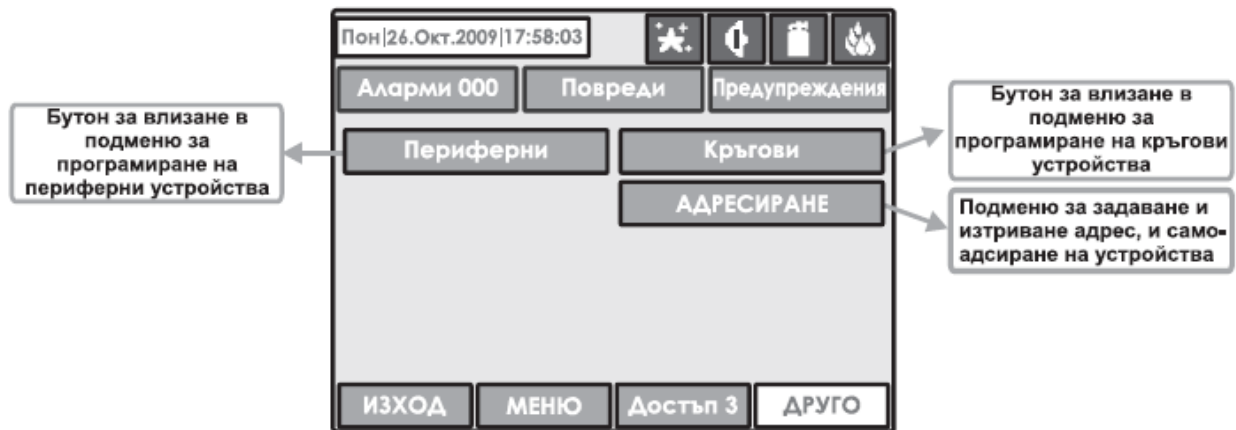 Пон|26.Окт.2009|17:58:03
Аларми 000 Повреди Предупреждения
Бутон за влизане в
подменю за
програмиране на
периферни устройства
Периферни Кръгови
АДРЕСИРАНЕ
Бутон за влизане в
подменю за
програмиране на кръгови
устройства
Подменю за задаване и
изтриване адрес, и само-
адсиране на устройства
ИЗХОД МЕНЮ Достъп 3 ДРУГО